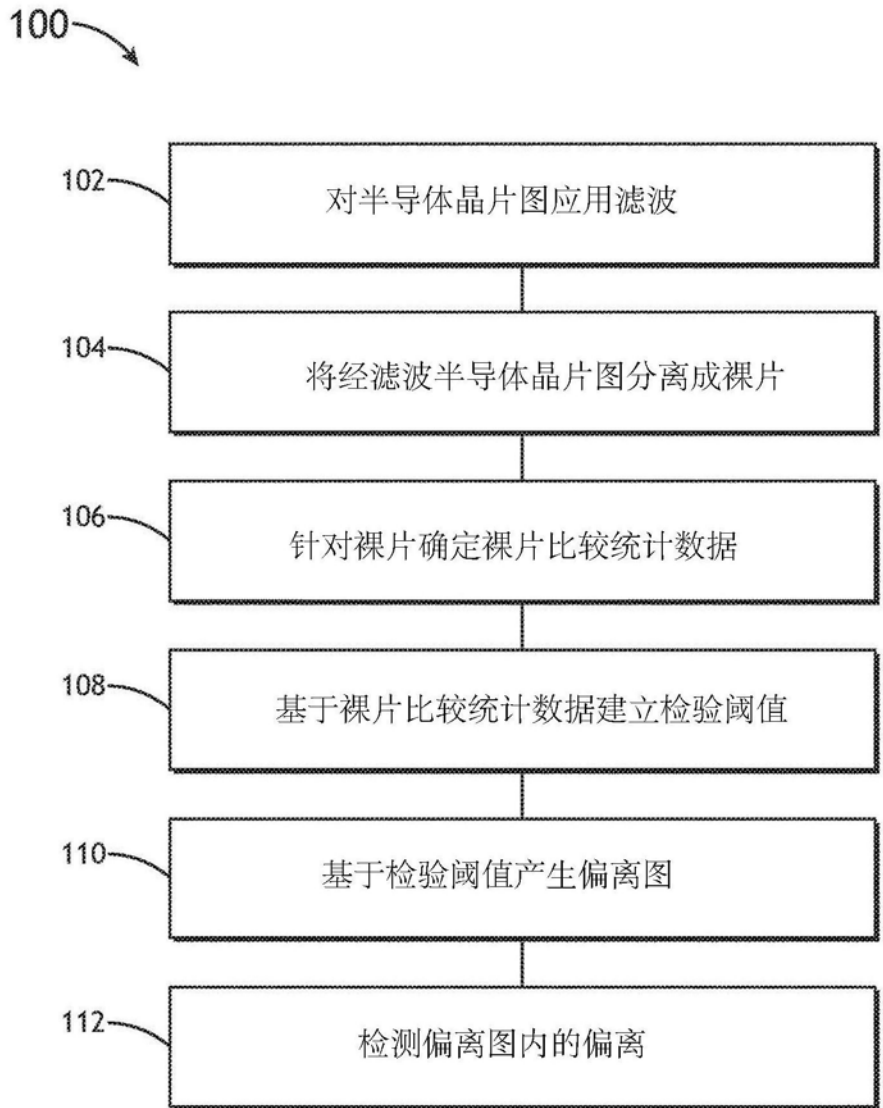 100
102
对半导体晶片图应用滤波
104
将经滤波半导体晶片图分离成裸片
106
针对裸片确定裸片比较统计数据
108
基于裸片比较统计数据建立检验阈值
110
基于检验阈值产生偏离图
112
检测偏离图内的偏离